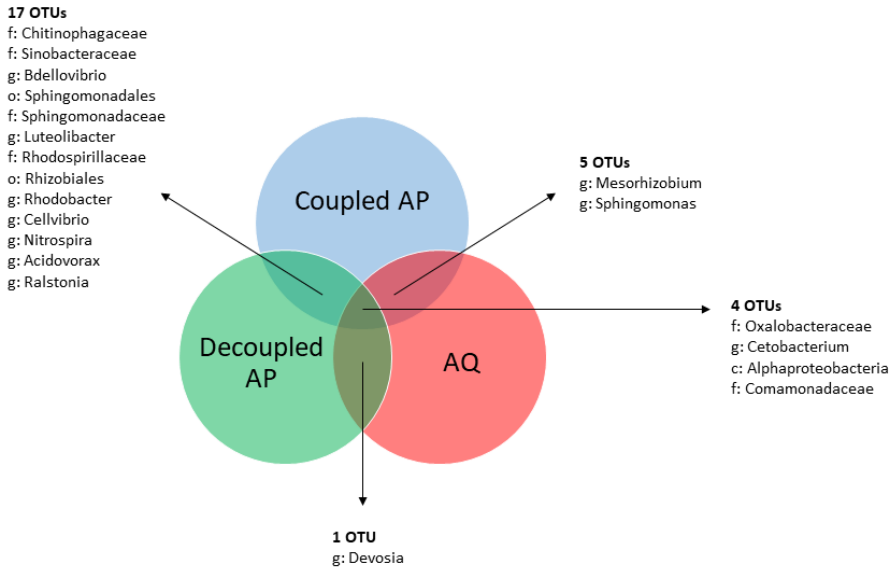 17 OTUs
f: Chitinophagaceae
f: Sinobacteraceae
g: Bdellovibrio
o: Sphingomonadales
f: Sphingomonadaceae
g: Luteolibacter
f: Rhodospirillaceae
o: Rhizobiales
g: Rhodobacter
g: Cellvibrio
g: Nitrospira
g: Acidovorax
g: Ralstonia
Coupled AP
5 OTUs
g: Mesorhizobium
g: Sphingomonas
Decoupled
AP
AQ
4 OTUs
f: Oxalobacteraceae
g: Cetobacterium
c: Alphaproteobacteria
f: Comamonadaceae
1 OTU
g: Devosia